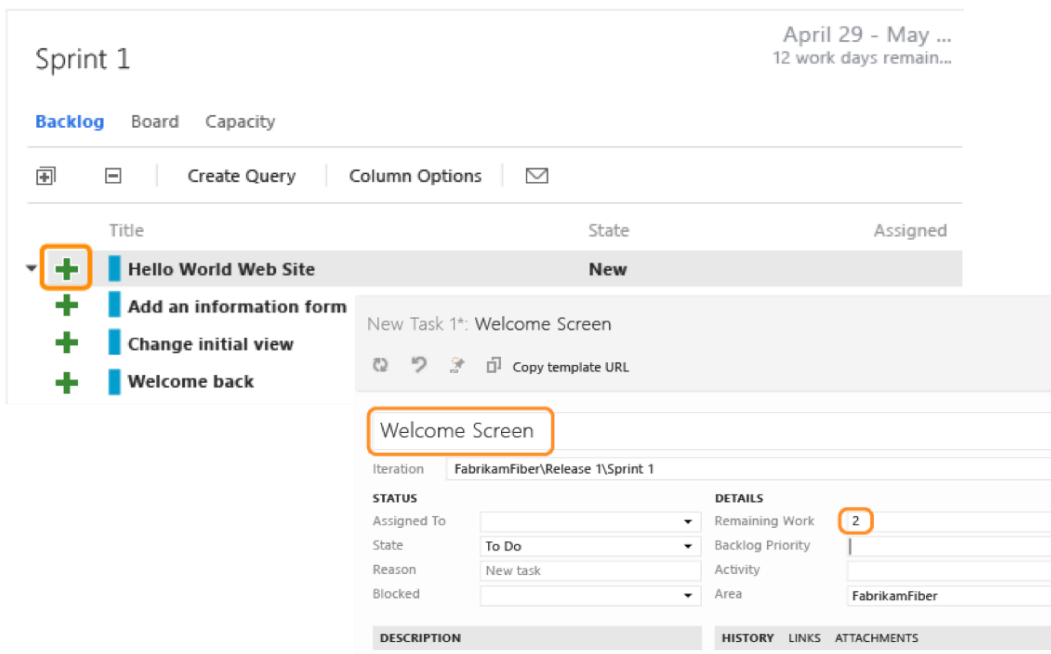 April 29 - May ...
Sprint 1
12 work days remain...
Backlog Board Capacity
Create Query Column Options
Title State Assigned
Hello World Web Site New
Add an information form
Change initial view
Welcome back
New Task 1*: Welcome Screen
Copy template URL
Welcome Screen
Iteration FabrikamFiber\Release 1\Sprint 1
STATUS DETAILS
Assigned To Remaining Work 2
State To Do Backlog Priority
Reason New task Activity
Blocked Area FabrikamFiber
DESCRIPTION HISTORY LINKS ATTACHMENTS